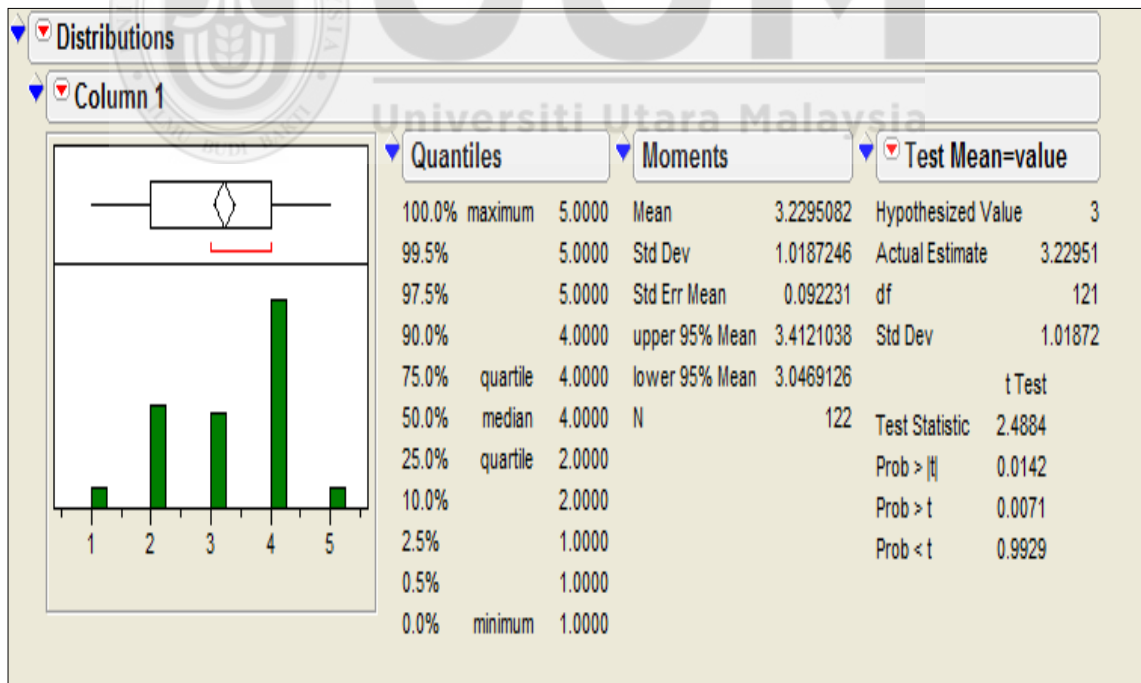 Distributions
Column 1
Universiti Utara Malaysia
UUM
ILMU BUDI BAKTI
1 2 3 4 5
Quantiles
100.0% maximum 5.0000
99.5% 5.0000
97.5% 5.0000
90.0% 4.0000
75.0% quartile 4.0000
50.0% median 4.0000
25.0% quartile 2.0000
10.0% 2.0000
2.5% 1.0000
0.5% 1.0000
0.0% minimum 1.0000
Moments
Mean 3.2295082
Std Dev 1.0187246
Std Err Mean 0.092231
upper 95% Mean 3.4121038
lower 95% Mean 3.0469126
N 122
Test Mean=value
Hypothesized Value 3
Actual Estimate 3.22951
df 121
Std Dev 1.01872
t Test
Test Statistic 2.4884
Prob > |t| 0.0142
Prob > t 0.0071
Prob < t 0.9929